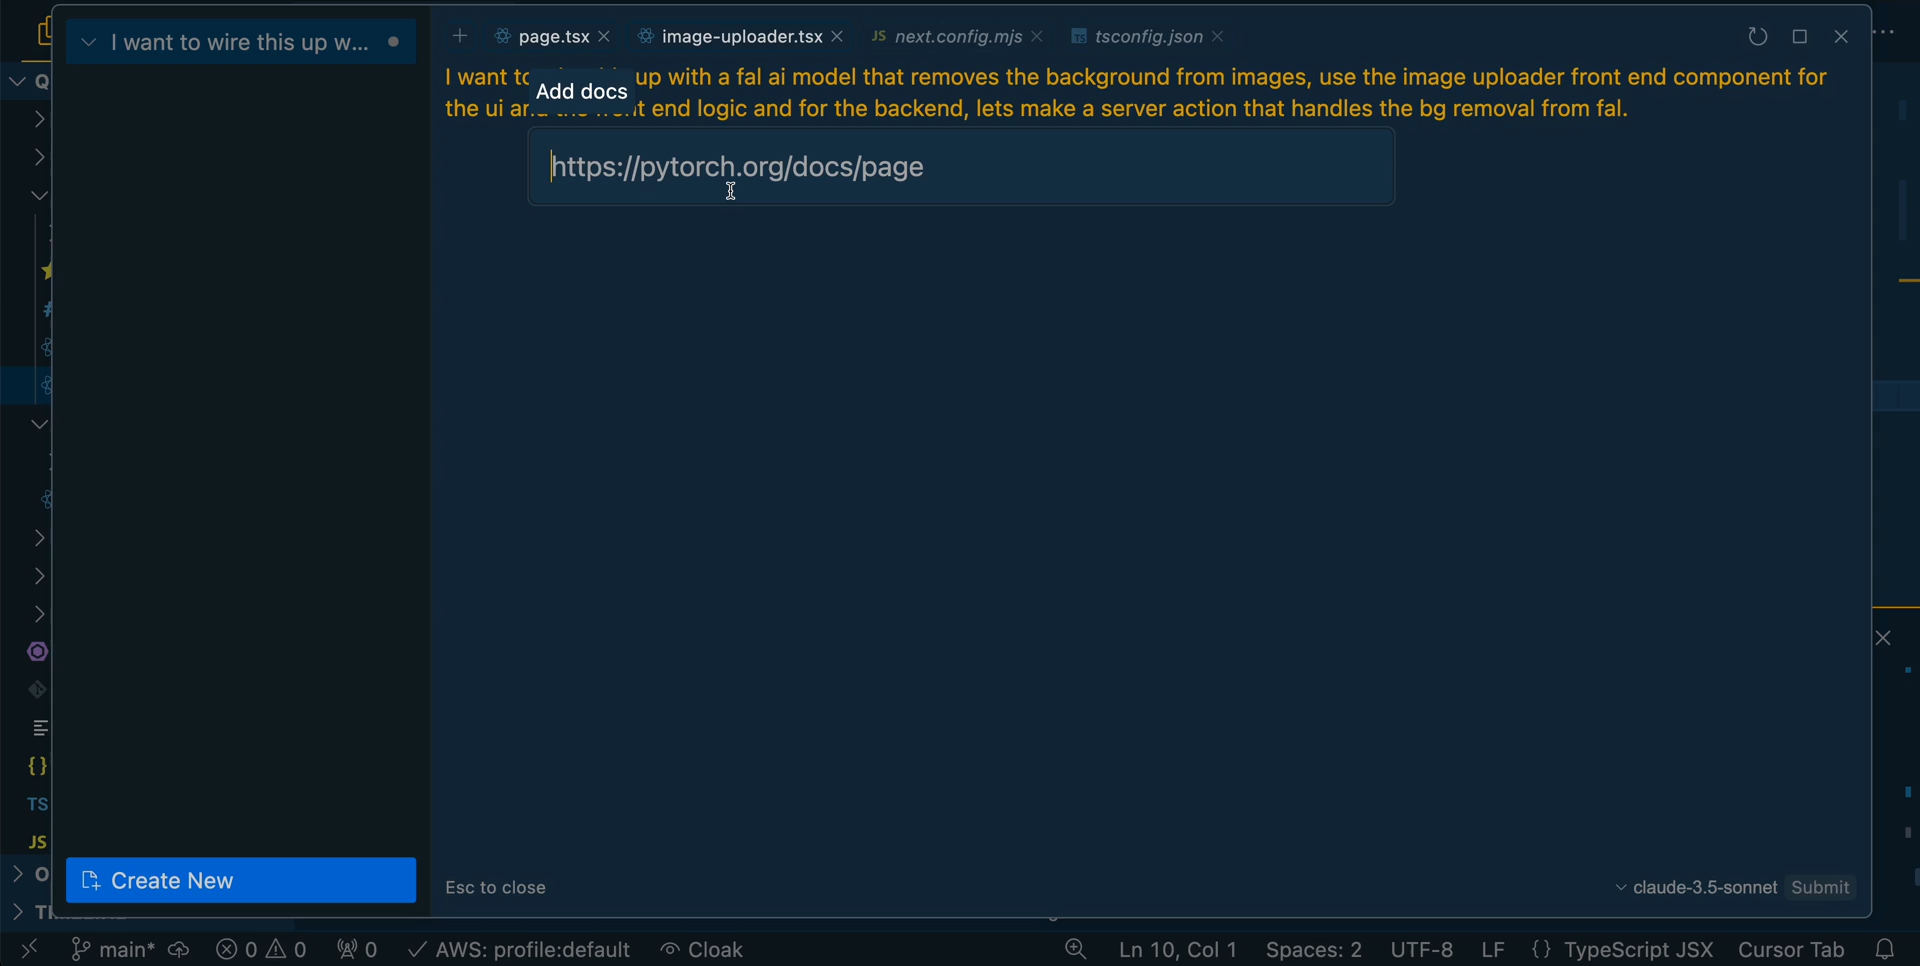 I want to wire this up w...
page.tsx
image-uploader.tsx
JS next.config.mjs
TS tsconfig.json
I want to up with a fal ai model that removes the background from images, use the image uploader front end component for
Add docs
the ui and the front end logic and for the backend, lets make a server action that handles the bg removal from fal.
https://pytorch.org/docs/page
Q
#
{}
TS
JS
O
Create New
Esc to close
claude-3.5-sonnet Submit
main* 0 0 0 AWS: profile:default Cloak Ln 10, Col 1 Spaces: 2 UTF-8 LF {} TypeScript JSX Cursor Tab